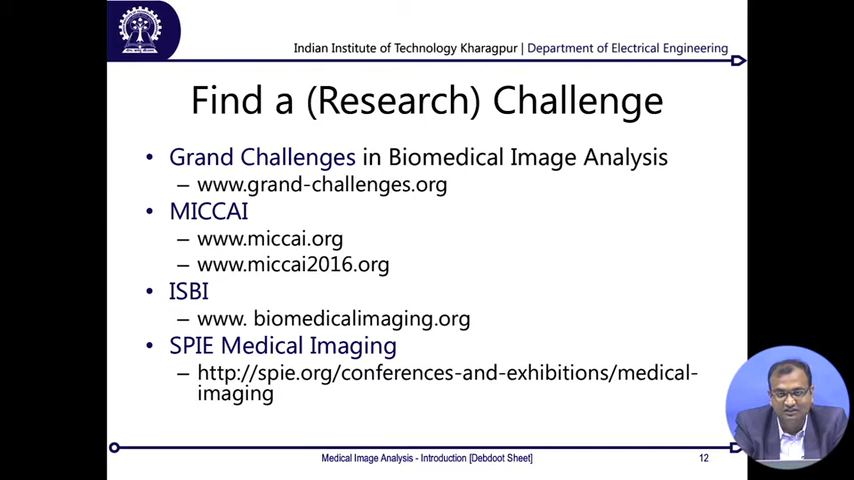 Indian Institute of Technology Kharagpur | Department of Electrical Engineering
Find a (Research) Challenge
• Grand Challenges in Biomedical Image Analysis
– www.grand-challenges.org
• MICCAI
– www.miccai.org
– www.miccai2016.org
• ISBI
– www. biomedicalimaging.org
• SPIE Medical Imaging
– http://spie.org/conferences-and-exhibitions/medical-
imaging
Medical Image Analysis - Introduction [Debdoot Sheet]
12